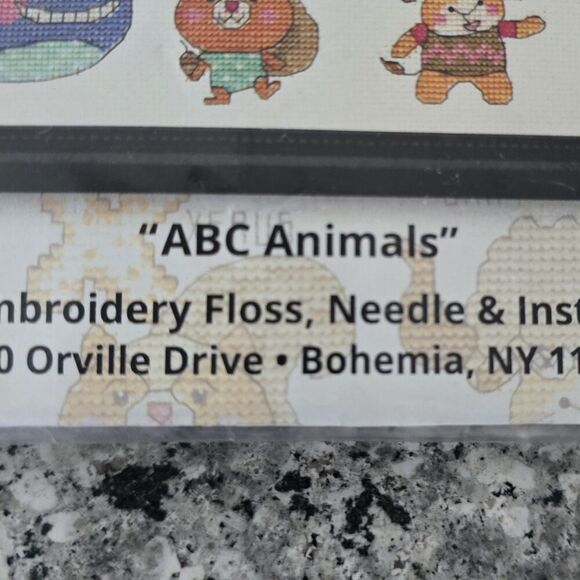 "ABC Animals"
mbroidery Floss, Needle & Inst
0 Orville Drive • Bohemia, NY 11